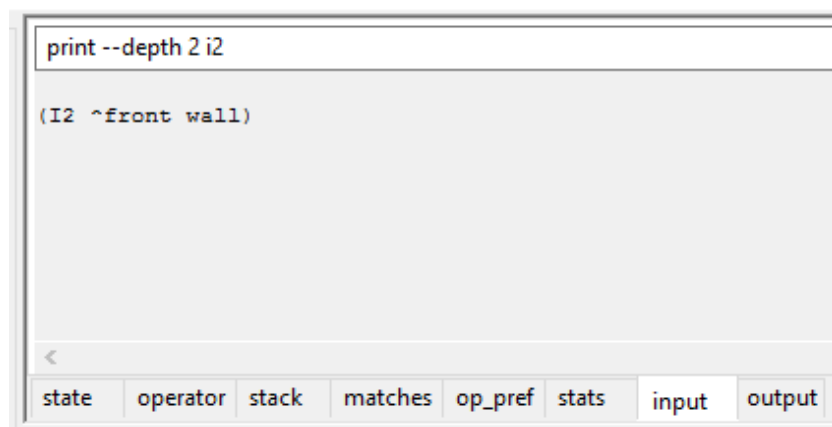 print --depth 2 i2
(I2 ^front wall)
<
state operator stack matches op_pref stats input output